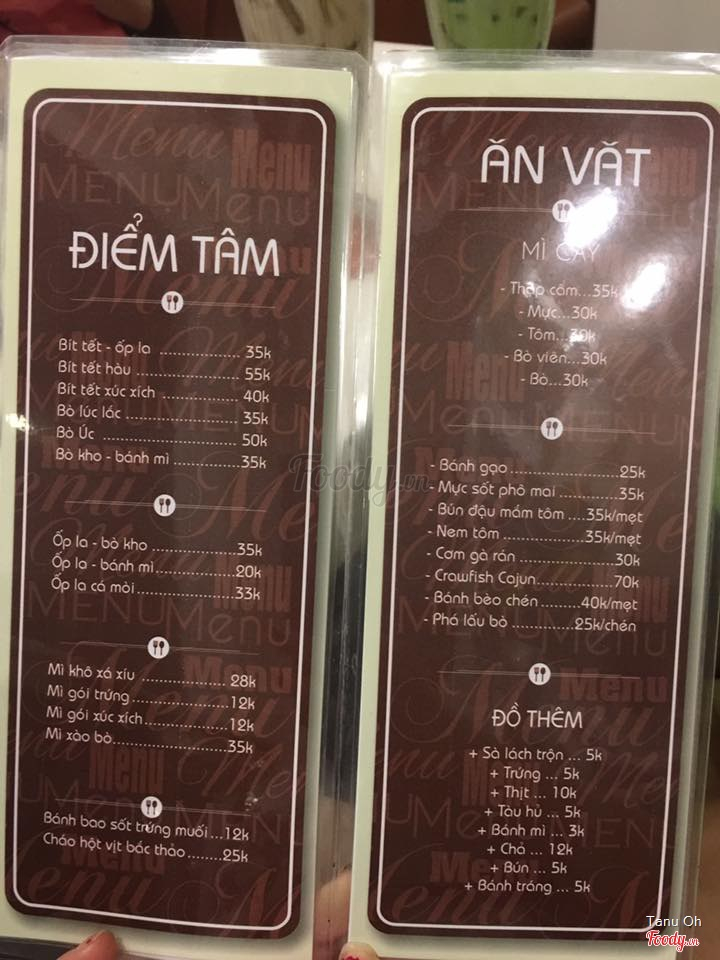 ĐIỂM TÂM
Bít tết - ốp la .................. 35k
Bít tết hàu .................. 55k
Bít tết xúc xích .................. 40k
Bò lúc lắc .................. 35k
Bò Úc .................. 50k
Bò kho - bánh mì .................. 35k
Ốp la - bò kho .................. 35k
Ốp la - bánh mì .................. 20k
Ốp la cá mòi .................. 33k
Mì khô xá xíu .................. 28k
Mì gói trứng .................. 12k
Mì gói xúc xích .................. 12k
Mì xào bò .................. 35k
Bánh bao sốt trứng muối ...12k
Cháo hột vịt bác thảo ........25k
ĂN VẶT
MÌ CAY
- Thập cẩm...35k
- Mực...30k
- Tôm...30k
- Bò viên...30k
- Bò...30k
- Bánh gạo .................. 25k
- Mực sốt phô mai .................. 35k
- Bún đậu mắm tôm ....35k/mẹt
- Nem tôm .................. 35k/mẹt
- Cơm gà rán .................. 30k
- Crawfish Cajun .................. 70k
- Bánh bèo chén .........40k/mẹt
- Phá lấu bò .........25k/chén
ĐỒ THÊM
+ Sà lách trộn ... 5k
+ Trứng ... 5k
+ Thịt ... 10k
+ Tàu hủ ... 5k
+ Bánh mì ... 3k
+ Chả ... 12k
+ Bún ... 5k
+ Bánh tráng ... 5k
Foody.vn
Tanu Oh
Foody.vn